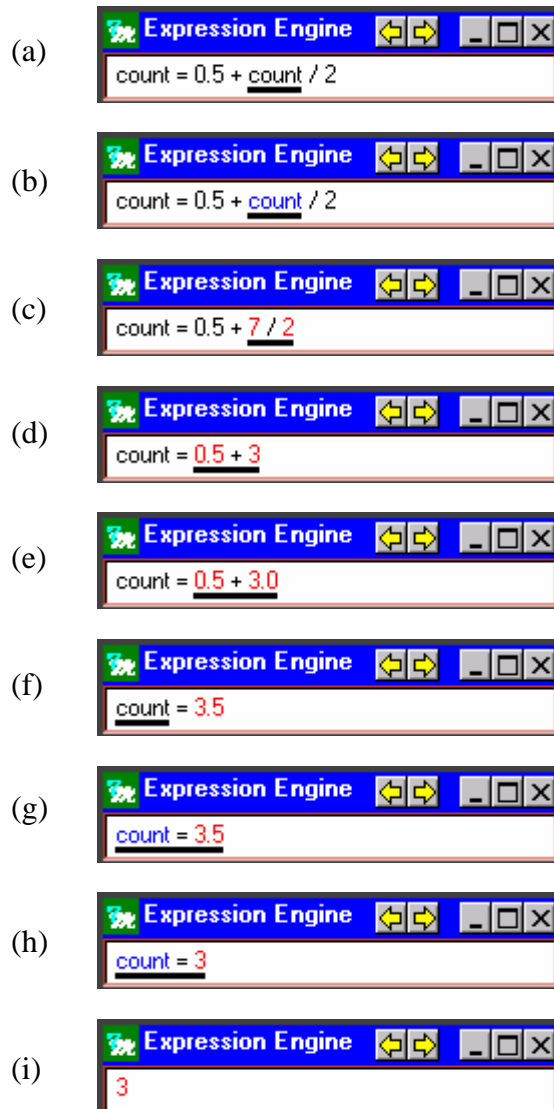 Expression Engine
(a)
count = 0.5 + count / 2
Expression Engine
(b)
count = 0.5 + count / 2
Expression Engine
(c)
count = 0.5 + 7 / 2
Expression Engine
(d)
count = 0.5 + 3
Expression Engine
(e)
count = 0.5 + 3.0
Expression Engine
(f)
count = 3.5
Expression Engine
(g)
count = 3.5
Expression Engine
(h)
count = 3
Expression Engine
(i)
3